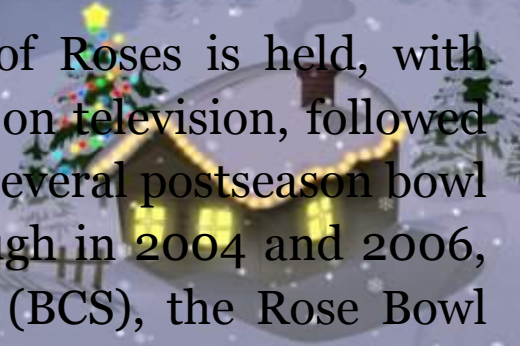 of Roses is held, with
on television, followed
several postseason bowl
ugh in 2004 and 2006,
(BCS), the Rose Bowl